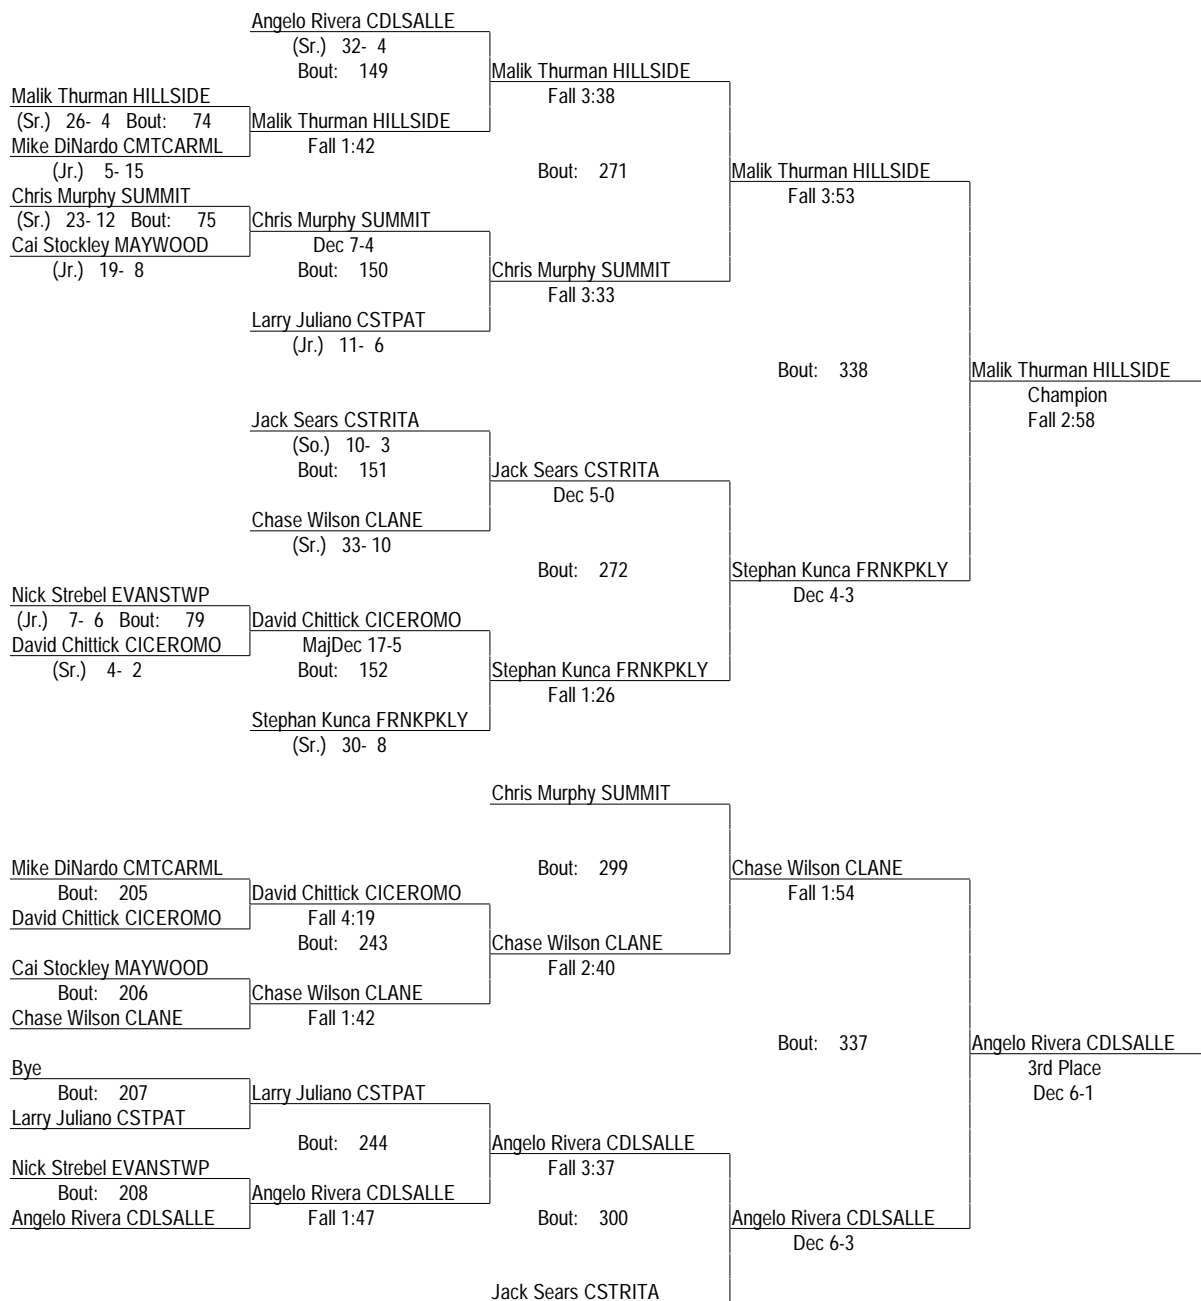 Angelo Rivera CDLSALLE
(Sr.) 32- 4
Bout: 149
Malik Thurman HILLSIDE
Fall 3:38
Malik Thurman HILLSIDE
(Sr.) 26- 4 Bout: 74
Malik Thurman HILLSIDE
Mike DiNardo CMTCARML
Fall 1:42
(Jr.) 5- 15
Bout: 271
Malik Thurman HILLSIDE
Fall 3:53
Chris Murphy SUMMIT
(Sr.) 23- 12 Bout: 75
Chris Murphy SUMMIT
Cai Stockley MAYWOOD
Dec 7-4
(Jr.) 19- 8
Bout: 150
Chris Murphy SUMMIT
Fall 3:33
Larry Juliano CSTPAT
(Jr.) 11- 6
Bout: 338
Malik Thurman HILLSIDE
Champion
Fall 2:58
Jack Sears CSTRITA
(So.) 10- 3
Bout: 151
Jack Sears CSTRITA
Dec 5-0
Chase Wilson CLANE
(Sr.) 33- 10
Bout: 272
Stephan Kunca FRNKPKLY
Dec 4-3
Nick Strebel EVANSTWP
(Jr.) 7- 6 Bout: 79
David Chittick CICEROMO
David Chittick CICEROMO
MajDec 17-5
(Sr.) 4- 2
Bout: 152
Stephan Kunca FRNKPKLY
Fall 1:26
Stephan Kunca FRNKPKLY
(Sr.) 30- 8
Chris Murphy SUMMIT
Mike DiNardo CMTCARML
Bout: 299
Chase Wilson CLANE
Bout: 205
David Chittick CICEROMO
Fall 1:54
David Chittick CICEROMO
Fall 4:19
Bout: 243
Chase Wilson CLANE
Cai Stockley MAYWOOD
Fall 2:40
Bout: 206
Chase Wilson CLANE
Chase Wilson CLANE
Fall 1:42
Bout: 337
Angelo Rivera CDLSALLE
Bye
3rd Place
Bout: 207
Larry Juliano CSTPAT
Dec 6-1
Larry Juliano CSTPAT
Bout: 244
Angelo Rivera CDLSALLE
Nick Strebel EVANSTWP
Fall 3:37
Bout: 208
Angelo Rivera CDLSALLE
Angelo Rivera CDLSALLE
Fall 1:47
Bout: 300
Angelo Rivera CDLSALLE
Dec 6-3
Jack Sears CSTRITA